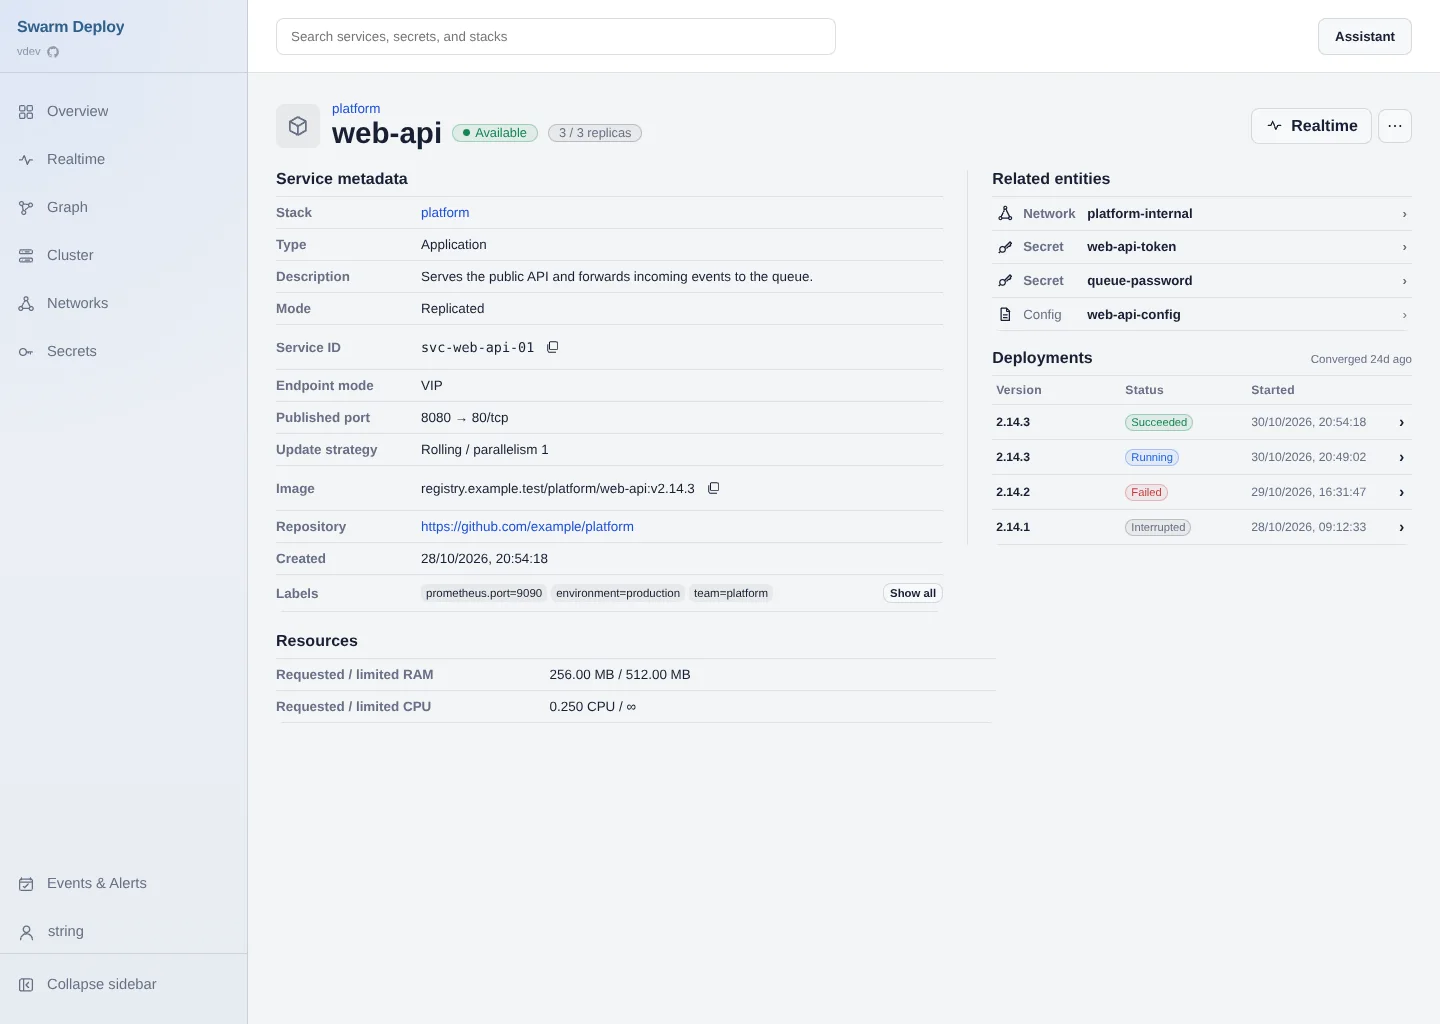 Swarm Deploy
vdev
Overview
Realtime
Graph
Cluster
Networks
Secrets
Events & Alerts
string
Collapse sidebar
Search services, secrets, and stacks
Assistant
platform
web-api
Available
3 / 3 replicas
Realtime
Service metadata
Stack platform
Type Application
Description Serves the public API and forwards incoming events to the queue.
Mode Replicated
Service ID svc-web-api-01
Endpoint mode VIP
Published port 8080 → 80/tcp
Update strategy Rolling / parallelism 1
Image registry.example.test/platform/web-api:v2.14.3
Repository https://github.com/example/platform
Created 28/10/2026, 20:54:18
Labels prometheus.port=9090 environment=production team=platform Show all
Resources
Requested / limited RAM 256.00 MB / 512.00 MB
Requested / limited CPU 0.250 CPU / ∞
Related entities
Network platform-internal ›
Secret web-api-token ›
Secret queue-password ›
Config web-api-config ›
Deployments Converged 24d ago
Version Status Started
2.14.3 Succeeded 30/10/2026, 20:54:18 ›
2.14.3 Running 30/10/2026, 20:49:02 ›
2.14.2 Failed 29/10/2026, 16:31:47 ›
2.14.1 Interrupted 28/10/2026, 09:12:33 ›